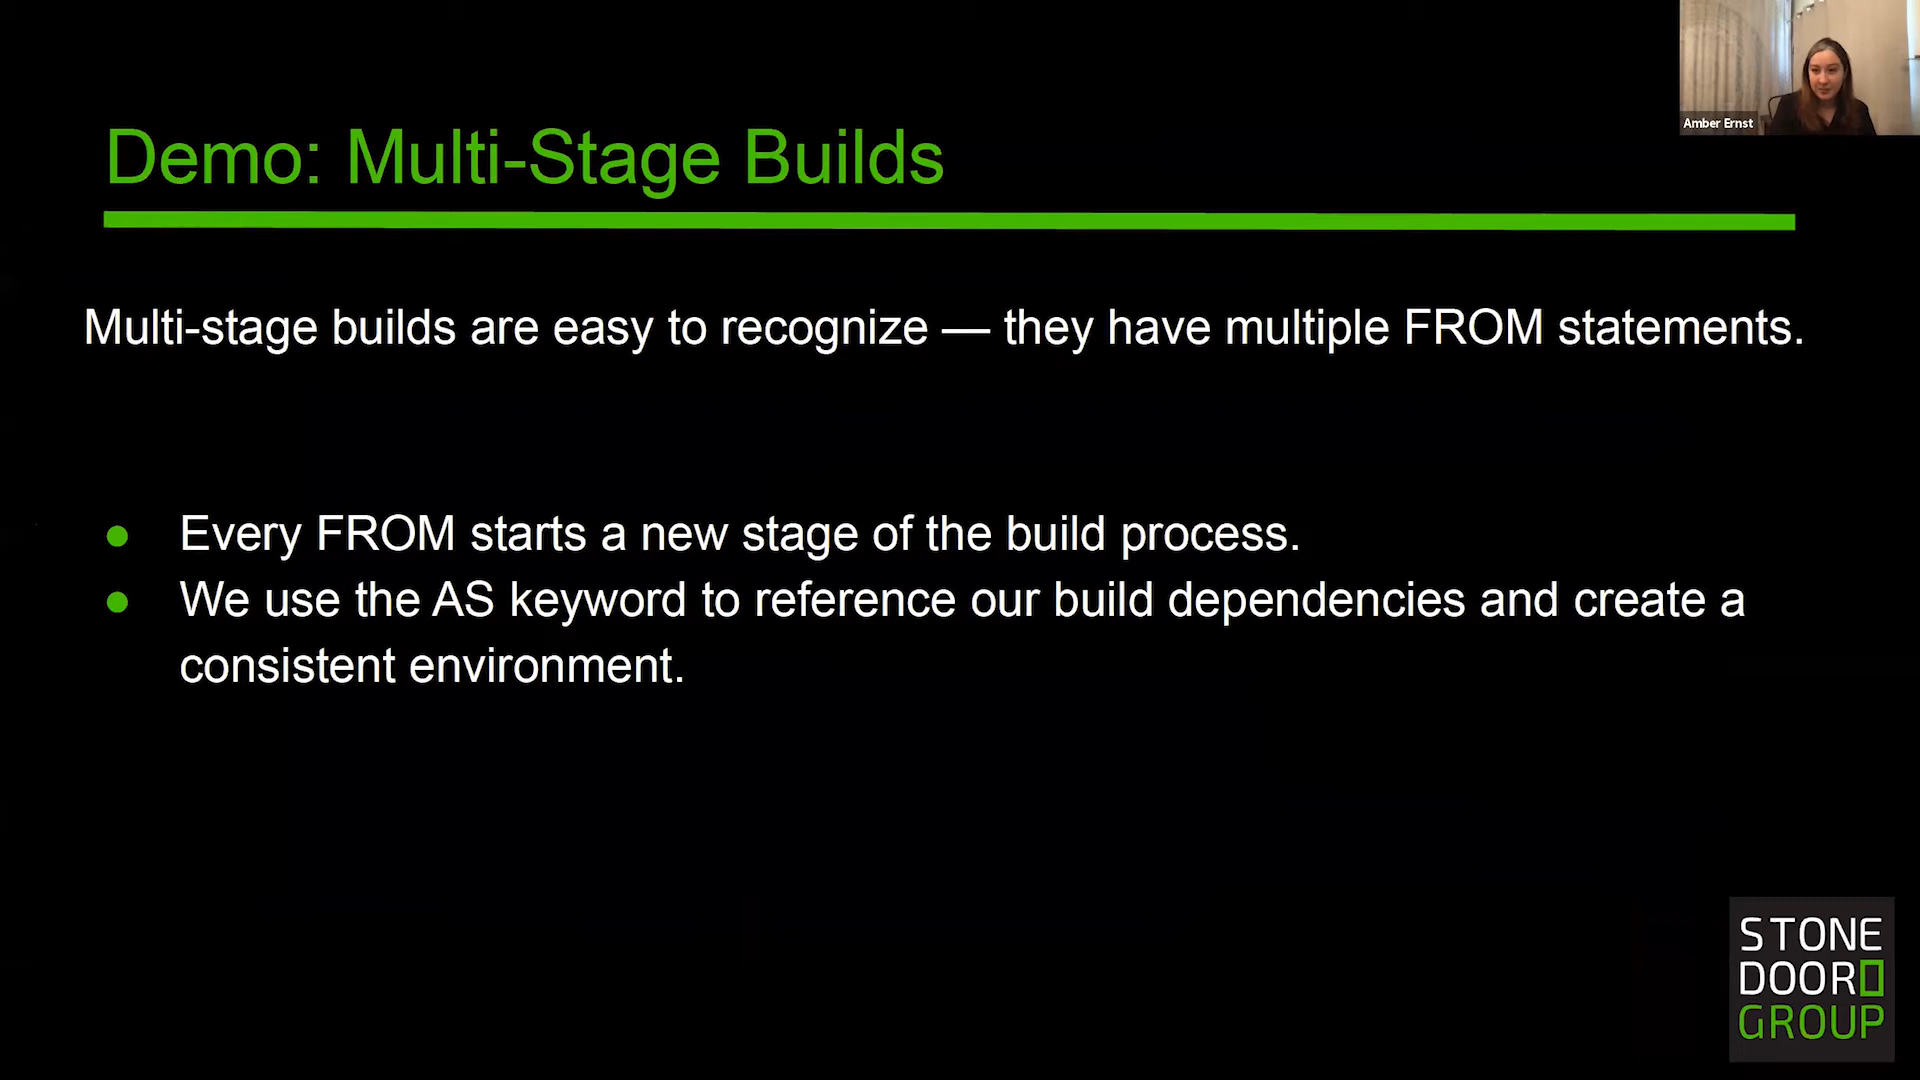 Amber Ernst
Demo: Multi-Stage Builds
Multi-stage builds are easy to recognize — they have multiple FROM statements.
Every FROM starts a new stage of the build process.
We use the AS keyword to reference our build dependencies and create a
consistent environment.
STONE
DOOR
GROUP